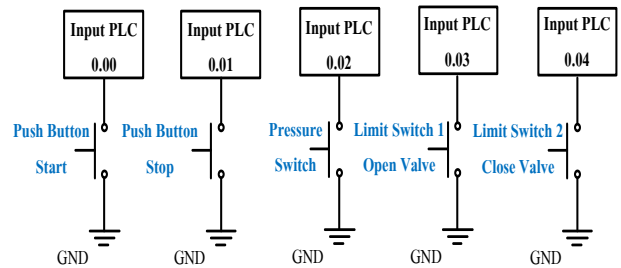 Input PLC
0.00
Input PLC
0.01
Input PLC
0.02
Input PLC
0.03
Input PLC
0.04
Push Button
Start
Push Button
Stop
Pressure
Switch
Limit Switch 1
Open Valve
Limit Switch 2
Close Valve
GND
GND
GND
GND
GND